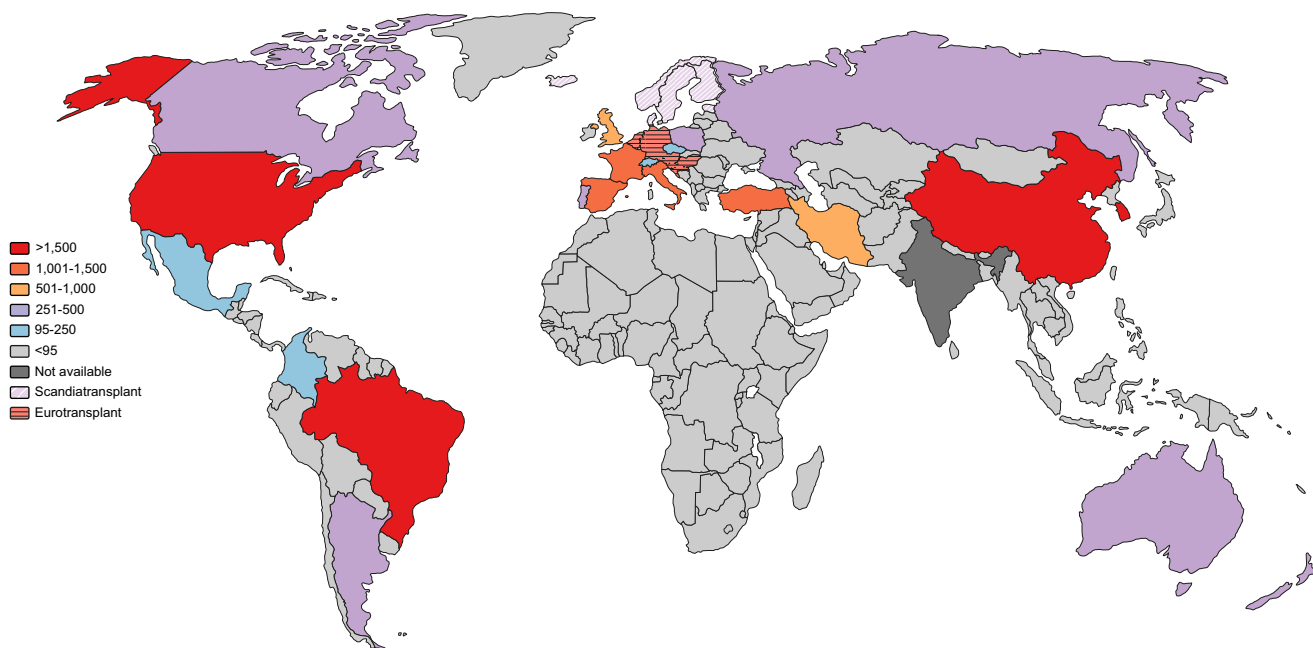 >1,500
1,001-1,500
501-1,000
251-500
95-250
<95
Not available
Scandiatransplant
Eurotransplant